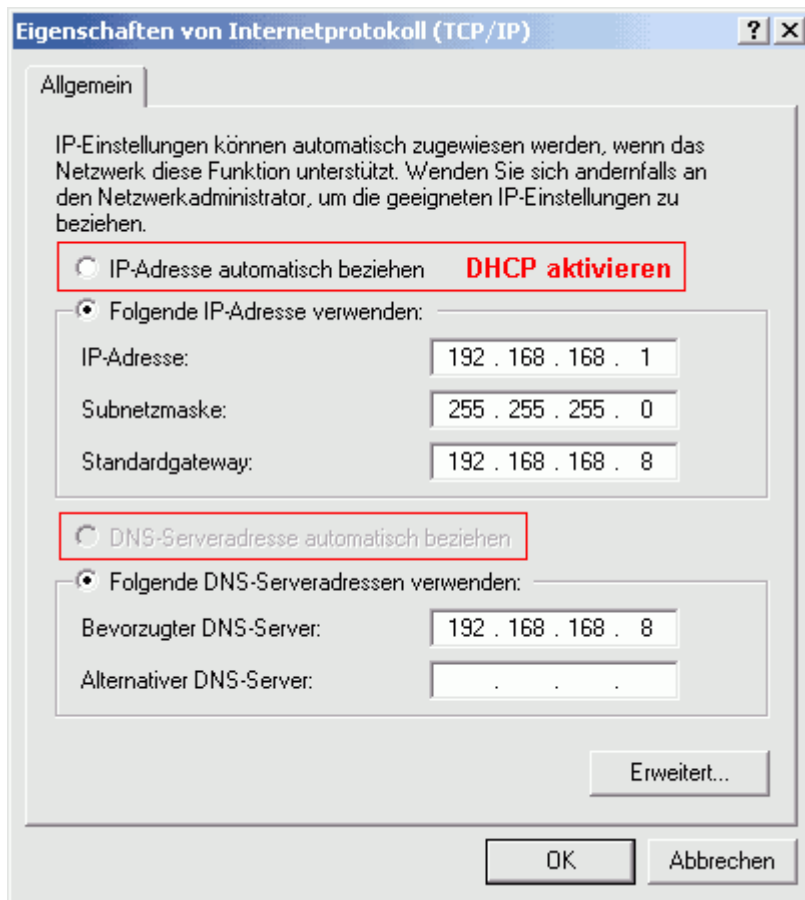 Eigenschaften von Internetprotokoll (TCP/IP)
Allgemein
IP-Einstellungen können automatisch zugewiesen werden, wenn das
Netzwerk diese Funktion unterstützt. Wenden Sie sich andernfalls an
den Netzwerkadministrator, um die geeigneten IP-Einstellungen zu
beziehen.
IP-Adresse automatisch beziehen DHCP aktivieren
Folgende IP-Adresse verwenden:
IP-Adresse: 192 . 168 . 168 . 1
Subnetzmaske: 255 . 255 . 255 . 0
Standardgateway: 192 . 168 . 168 . 8
DNS-Serveradresse automatisch beziehen
Folgende DNS-Serveradressen verwenden:
Bevorzugter DNS-Server: 192 . 168 . 168 . 8
Alternativer DNS-Server: . . .
Erweitert...
OK Abbrechen